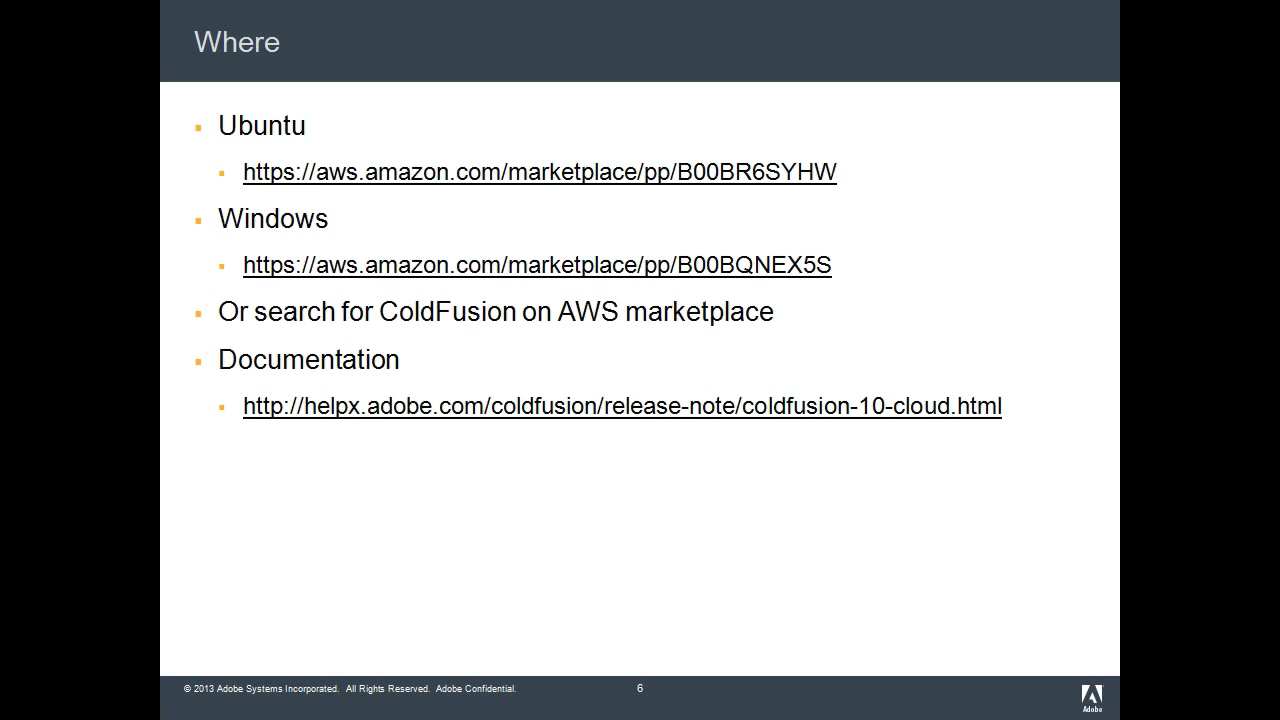 Where
Ubuntu
https://aws.amazon.com/marketplace/pp/B00BR6SYHW
Windows
https://aws.amazon.com/marketplace/pp/B00BQNEX5S
Or search for ColdFusion on AWS marketplace
Documentation
http://helpx.adobe.com/coldfusion/release-note/coldfusion-10-cloud.html
© 2013 Adobe Systems Incorporated. All Rights Reserved. Adobe Confidential.
6
Adobe